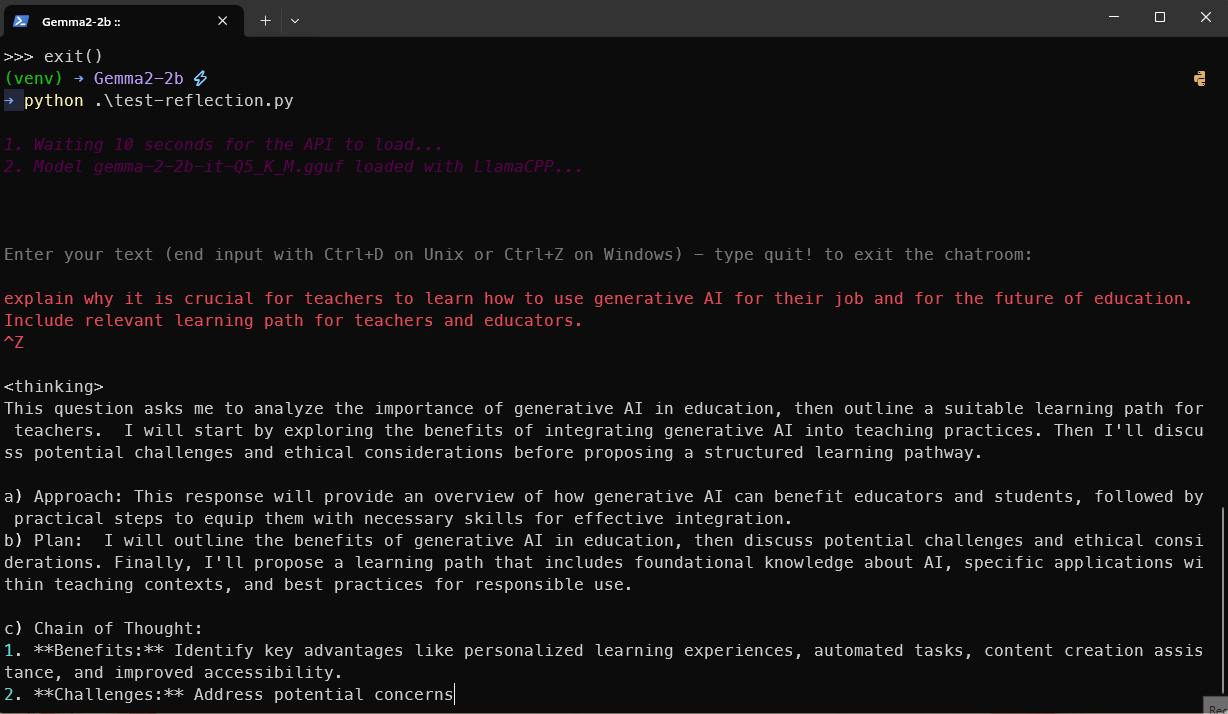 Gemma2-2b ::
>>> exit()
(venv) → Gemma2-2b ⚡
→ python .\test-reflection.py
1. Waiting 10 seconds for the API to load...
2. Model gemma-2-2b-it-Q5_K_M.gguf loaded with LlamaCPP...
Enter your text (end input with Ctrl+D on Unix or Ctrl+Z on Windows) - type quit! to exit the chatroom:
explain why it is crucial for teachers to learn how to use generative AI for their job and for the future of education.
Include relevant learning path for teachers and educators.
^Z
<thinking>
This question asks me to analyze the importance of generative AI in education, then outline a suitable learning path for
 teachers.  I will start by exploring the benefits of integrating generative AI into teaching practices. Then I'll discu
ss potential challenges and ethical considerations before proposing a structured learning pathway.
a) Approach: This response will provide an overview of how generative AI can benefit educators and students, followed by
 practical steps to equip them with necessary skills for effective integration.
b) Plan:  I will outline the benefits of generative AI in education, then discuss potential challenges and ethical consi
derations. Finally, I'll propose a learning path that includes foundational knowledge about AI, specific applications wi
thin teaching contexts, and best practices for responsible use.
c) Chain of Thought:
1. **Benefits:** Identify key advantages like personalized learning experiences, automated tasks, content creation assis
tance, and improved accessibility.
2. **Challenges:** Address potential concerns
Rec